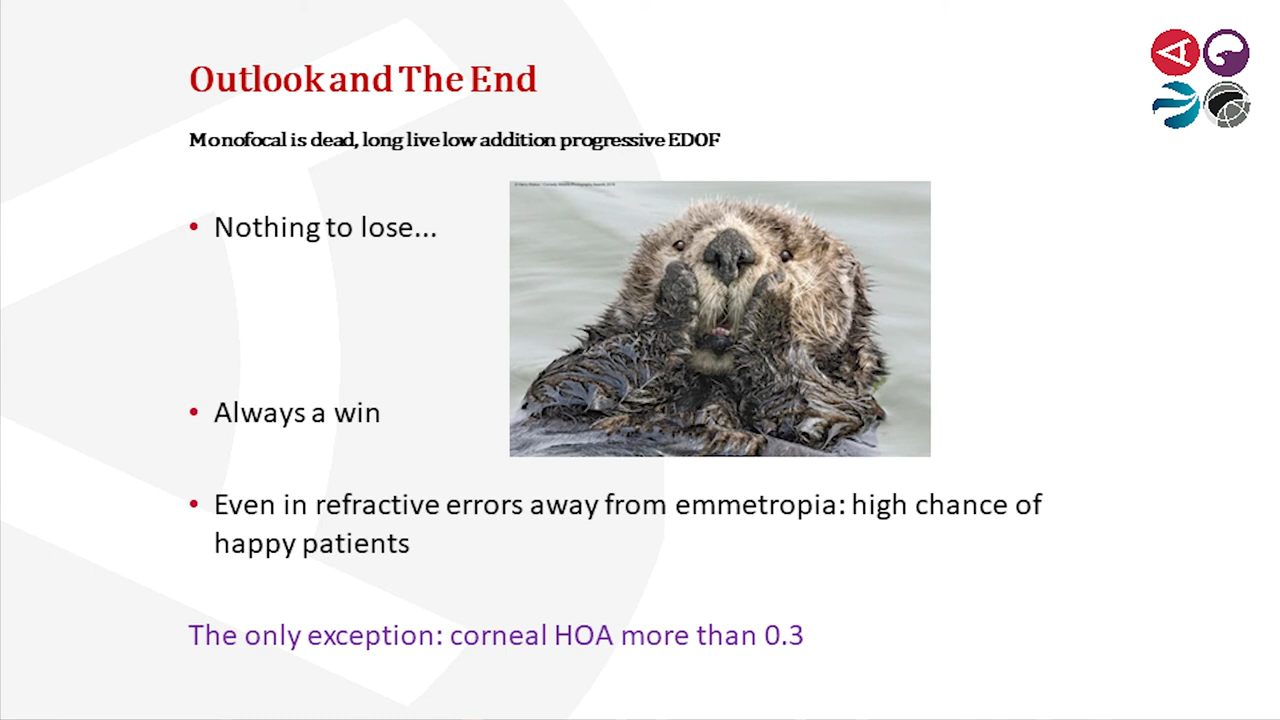 Outlook and The End
Monofocal is dead, long live low addition progressive EDOF
• Nothing to lose...
• Always a win
• Even in refractive errors away from emmetropia: high chance of
happy patients
The only exception: corneal HOA more than 0.3